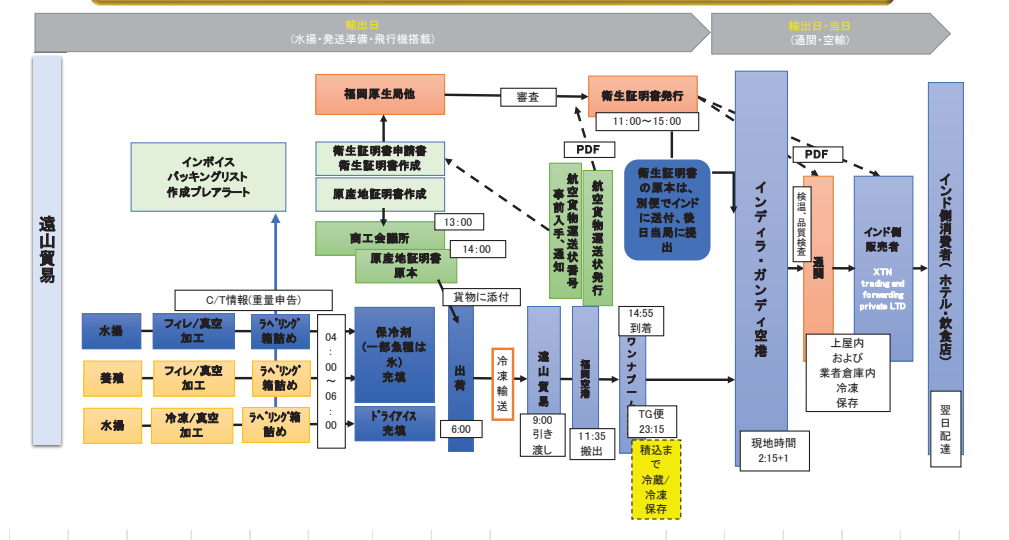 輸出日
(水揚・発送準備・飛行機搭載)
輸出日・当日
(通関・空輸)
遠山貿易
福岡厚生局他
審査
衛生証明書発行
11:00～15:00
インボイス
パッキングリスト
作成プレアラート
衛生証明書申請書
衛生証明書作成
原産地証明書作成
13:00
商工会議所
14:00
原産地証明書
原本
PDF
航空貨物運送状番号
事前入手、通知
航空貨物運送状発行
衛生証明書
の原本は、
別便でインド
に送付、後
日当局に提
出
PDF
検温、品質検査
通関
インド側
販売者
XTN
trading and
forwarding
private LTD
インディラ・ガンディ空港
インド側消費者(ホテル・飲食店)
C/T情報(重量申告)
貨物に添付
水揚
フィレ/真空
加工
ラベリング
箱詰め
養殖
フィレ/真空
加工
ラベリング
箱詰め
水揚
冷凍/真空
加工
ラベリング箱
詰め
04
：
00
～
06
：
00
保冷剤
(一部魚種は
氷)
充填
ドライアイス
充填
出荷
6:00
冷凍輸送
遠山貿易
9:00
引き
渡し
福岡空港
11:35
搬出
14:55
到着
ワンナプーム
TG便
23:15
積込ま
で
冷蔵/
冷凍
保存
現地時間
2:15+1
上屋内
および
業者倉庫内
冷凍
保存
翌日配達